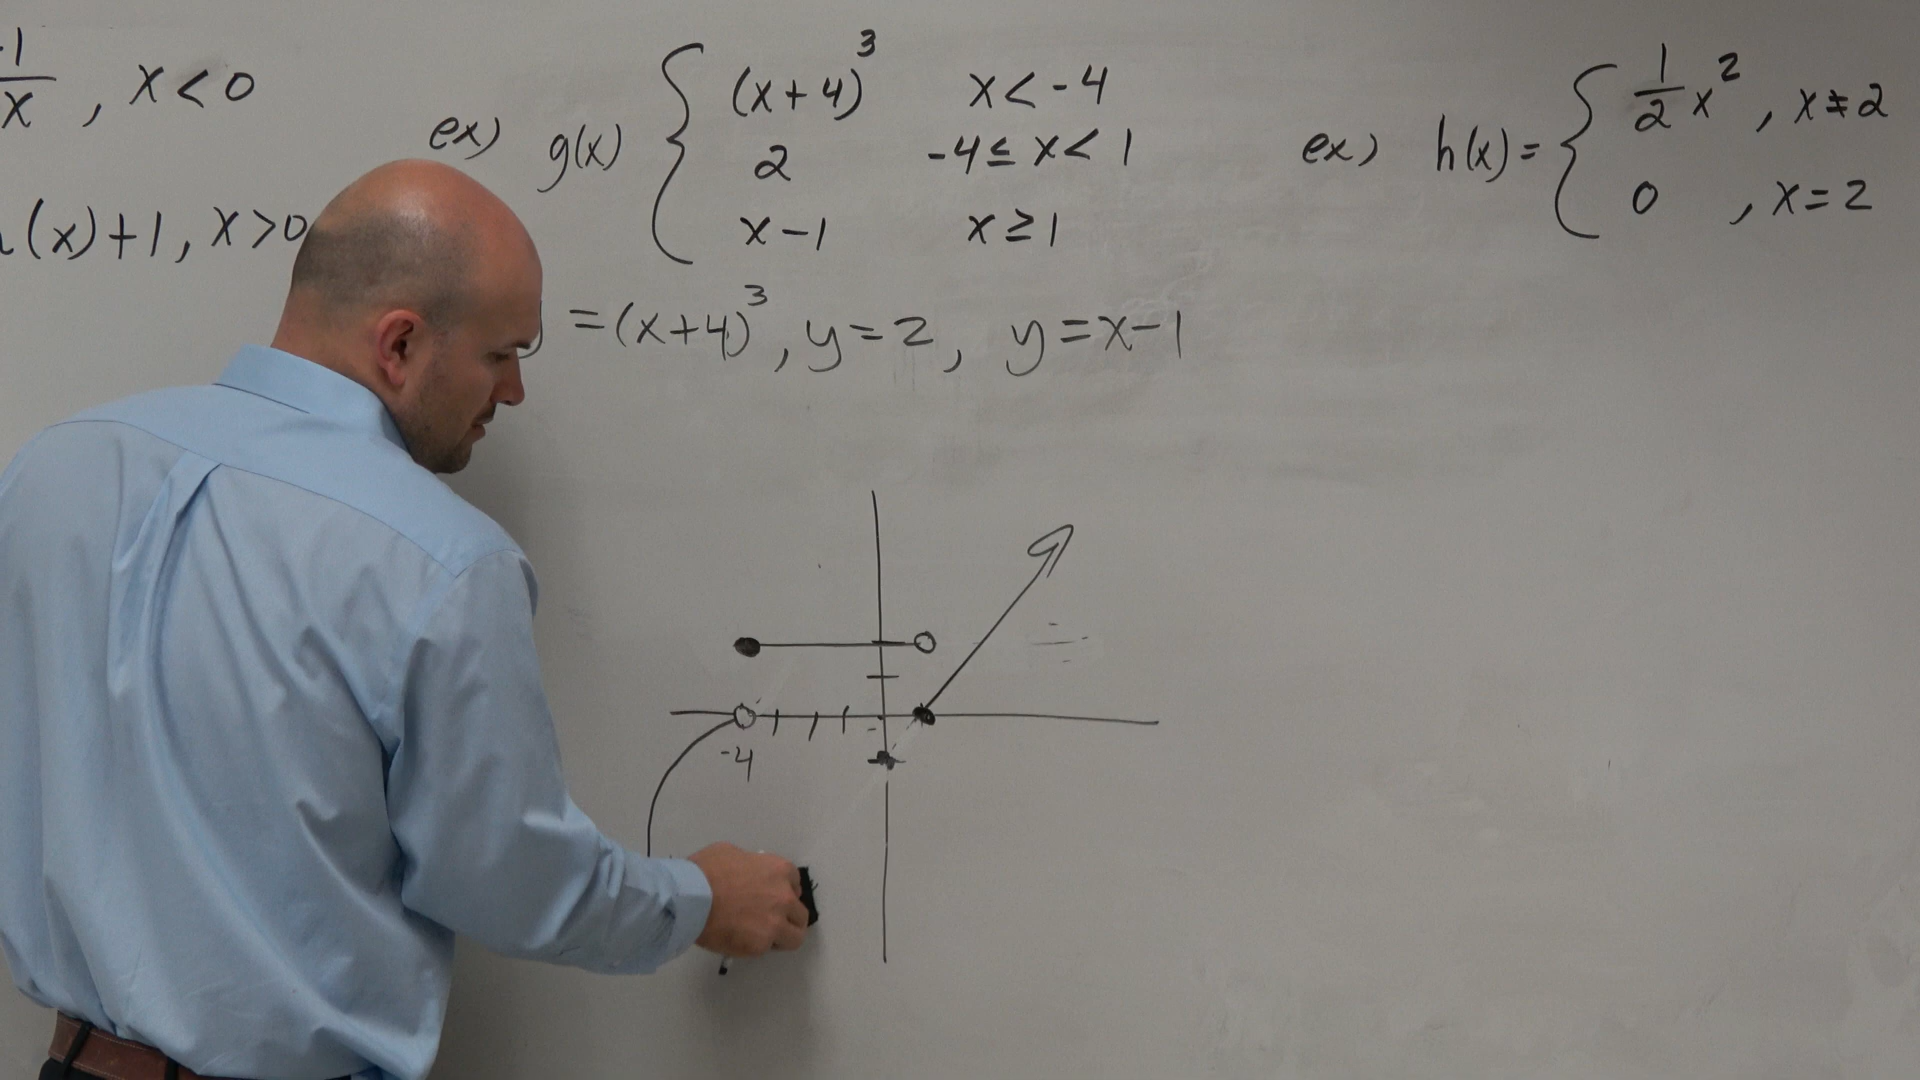 1/x , x < 0
(x)+1, x>0
ex) g(x) { (x+4)^3 x < -4
2 -4 ≤ x < 1
x-1 x ≥ 1
=(x+4)^3, y=2, y=x-1
-4
ex) h(x) = { 1/2 x^2 , x ≠ 2
0 , x = 2